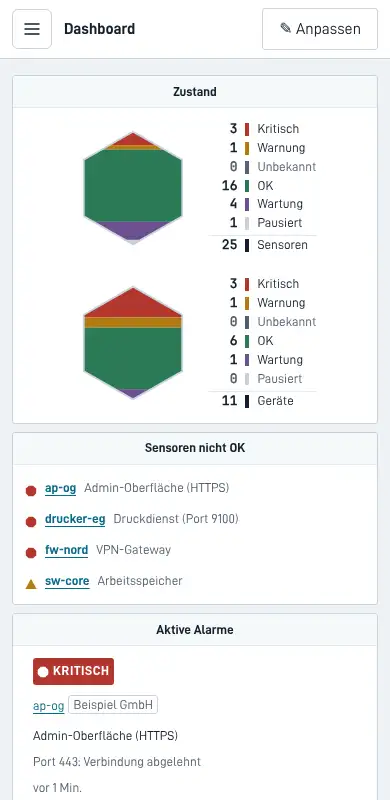 Dashboard
✎ Anpassen
Zustand
3 Kritisch
1 Warnung
0 Unbekannt
16 OK
4 Wartung
1 Pausiert
25 Sensoren
3 Kritisch
1 Warnung
0 Unbekannt
6 OK
1 Wartung
0 Pausiert
11 Geräte
Sensoren nicht OK
ap-og Admin-Oberfläche (HTTPS)
drucker-eg Druckdienst (Port 9100)
fw-nord VPN-Gateway
sw-core Arbeitsspeicher
Aktive Alarme
KRITISCH
ap-og Beispiel GmbH
Admin-Oberfläche (HTTPS)
Port 443: Verbindung abgelehnt
vor 1 Min.